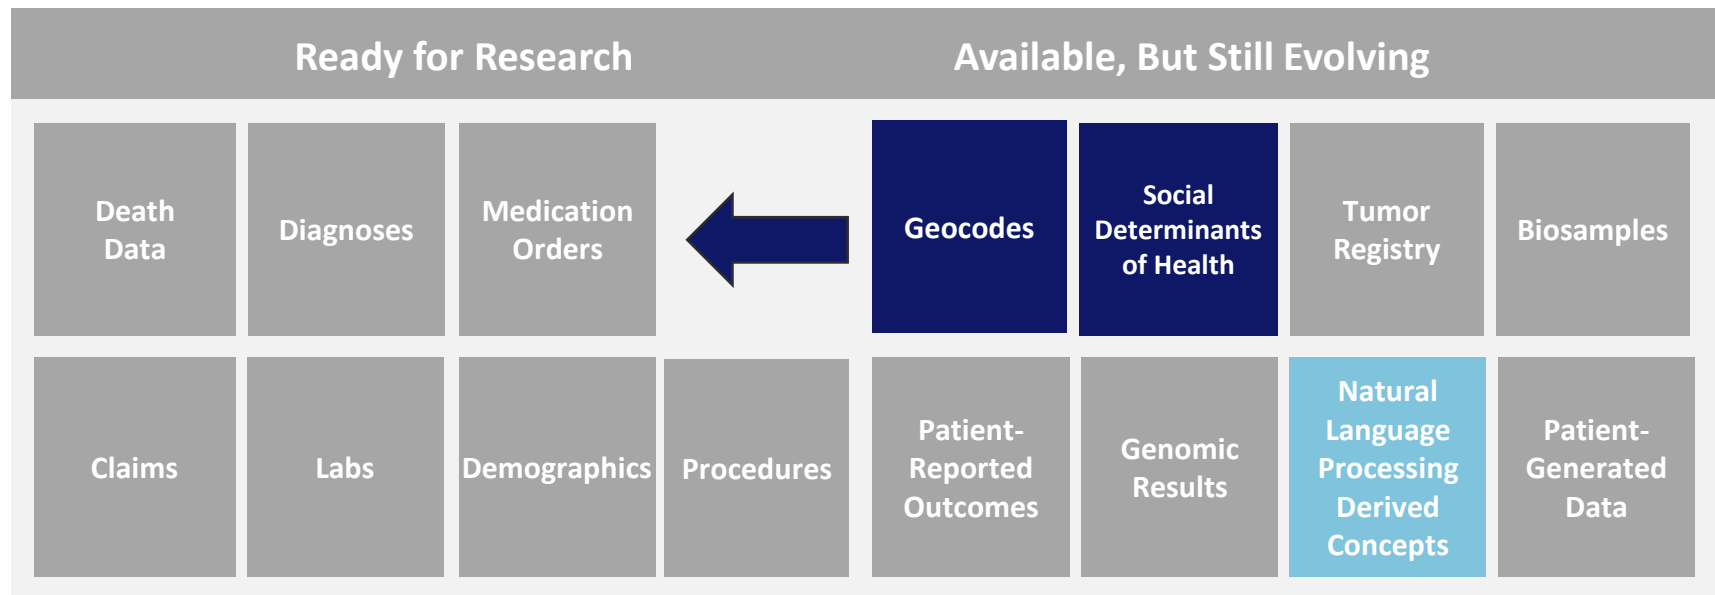 Ready for Research
Available, But Still Evolving
Death
Data
Diagnoses
Medication
Orders
Geocodes
Social
Determinants
of Health
Tumor
Registry
Biosamples
Claims
Labs
Demographics
Procedures
Patient-
Reported
Outcomes
Genomic
Results
Natural
Language
Processing
Derived
Concepts
Patient-
Generated
Data